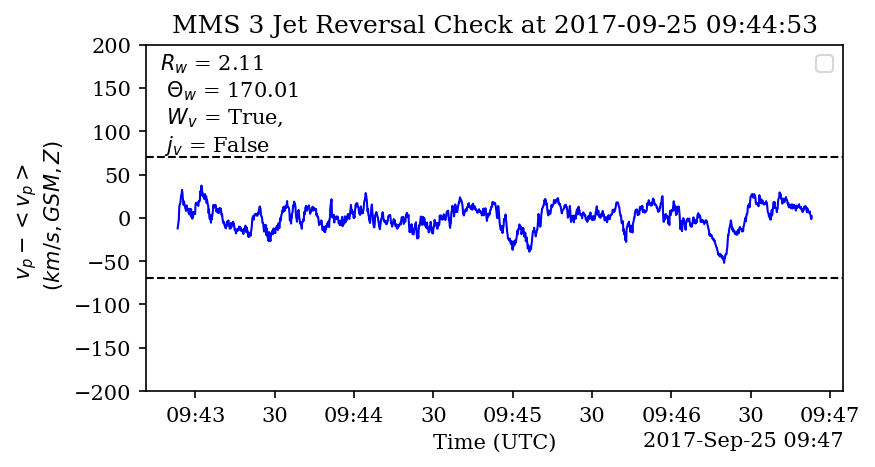 MMS 3 Jet Reversal Check at 2017-09-25 09:44:53
R_w = 2.11
Θ_w = 170.01
W_v = True,
j_v = False
v_p − < v_p >
(km/s, GSM, Z)
200
150
100
50
0
−50
−100
−150
−200
09:43 30 09:44 30 09:45 30 09:46 30 09:47
Time (UTC)
2017-Sep-25 09:47